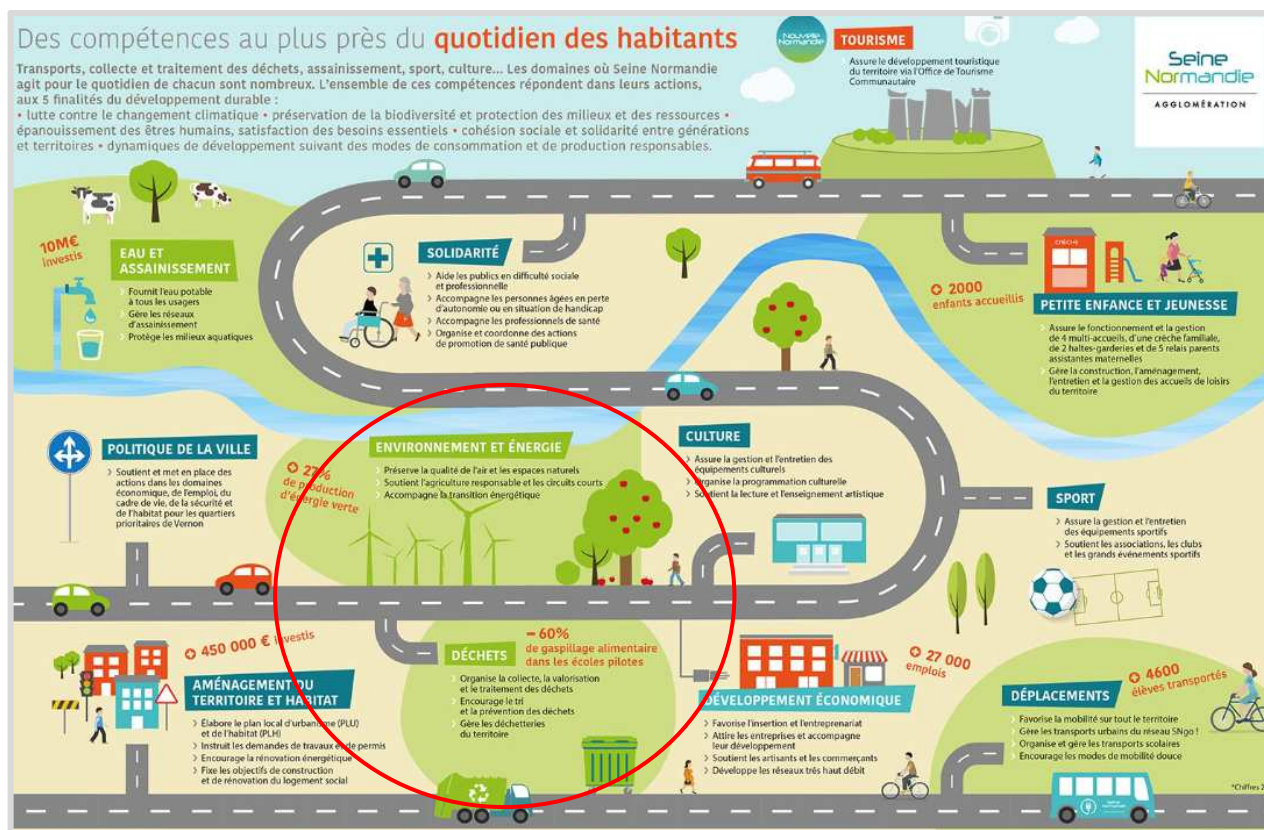 Des compétences au plus près du quotidien des habitants
Transports, collecte et traitement des déchets, assainissement, sport, culture... Les domaines où Seine Normandie
agit pour le quotidien de chacun sont nombreux. L'ensemble de ces compétences répondent dans leurs actions,
aux 5 finalités du développement durable :
• lutte contre le changement climatique • préservation de la biodiversité et protection des milieux et des ressources •
épanouissement des êtres humains, satisfaction des besoins essentiels • cohésion sociale et solidarité entre générations
et territoires • dynamiques de développement suivant des modes de consommation et de production responsables.
Nouvelle
Normandie
TOURISME
> Assure le développement touristique
du territoire via l'Office de Tourisme
Communautaire
Seine
Normandie
AGGLOMÉRATION
10M€
investis
EAU ET
ASSAINISSEMENT
> Fournit l'eau potable
à tous les usagers
> Gère les réseaux
d'assainissement
> Protège les milieux aquatiques
SOLIDARITÉ
> Aide les publics en difficulté sociale
et professionnelle
> Accompagne les personnes âgées en perte
d'autonomie ou en situation de handicap
> Accompagne les professionnels de santé
> Organise et coordonne des actions
de promotion de santé publique
CRÈCHE
+ 2000
enfants accueillis
PETITE ENFANCE ET JEUNESSE
> Assure le fonctionnement et la gestion
de 4 multi-accueils, d'une crèche familiale,
de 2 haltes-garderies et de 5 relais parents
assistantes maternelles
> Gère la construction, l'aménagement,
l'entretien et la gestion des accueils de loisirs
du territoire
POLITIQUE DE LA VILLE
> Soutient et met en place des
actions dans les domaines
économique, de l'emploi, du
cadre de vie, de la sécurité et
de l'habitat pour les quartiers
prioritaires de Vernon
+ 27%
de production
d'énergie verte
ENVIRONNEMENT ET ÉNERGIE
> Préserve la qualité de l'air et les espaces naturels
> Soutient l'agriculture responsable et les circuits courts
> Accompagne la transition énergétique
CULTURE
> Assure la gestion et l'entretien des
équipements culturels
> Organise la programmation culturelle
> Soutient la lecture et l'enseignement artistique
SPORT
> Assure la gestion et l'entretien
des équipements sportifs
> Soutient les associations, les clubs
et les grands événements sportifs
+ 450 000 € investis
AMÉNAGEMENT DU
TERRITOIRE ET HABITAT
> Élabore le plan local d'urbanisme (PLU)
et de l'habitat (PLH)
> Instruit les demandes de travaux et de permis
> Encourage la rénovation énergétique
> Fixe les objectifs de construction
et de rénovation du logement social
DÉCHETS
- 60%
de gaspillage alimentaire
dans les écoles pilotes
> Organise la collecte, la valorisation
et le traitement des déchets
> Encourage le tri
et la prévention des déchets
> Gère les déchetteries
du territoire
+ 27 000
emplois
DÉVELOPPEMENT ÉCONOMIQUE
> Favorise l'insertion et l'entreprenariat
> Attire les entreprises et accompagne
leur développement
> Soutient les artisants et les commerçants
> Développe les réseaux très haut débit
+ 4600
élèves transportés
DÉPLACEMENTS
> Favorise la mobilité sur tout le territoire
> Gère les transports urbains du réseau SNgo !
> Organise et gère les transports scolaires
> Encourage les modes de mobilité douce
*Chiffres 2